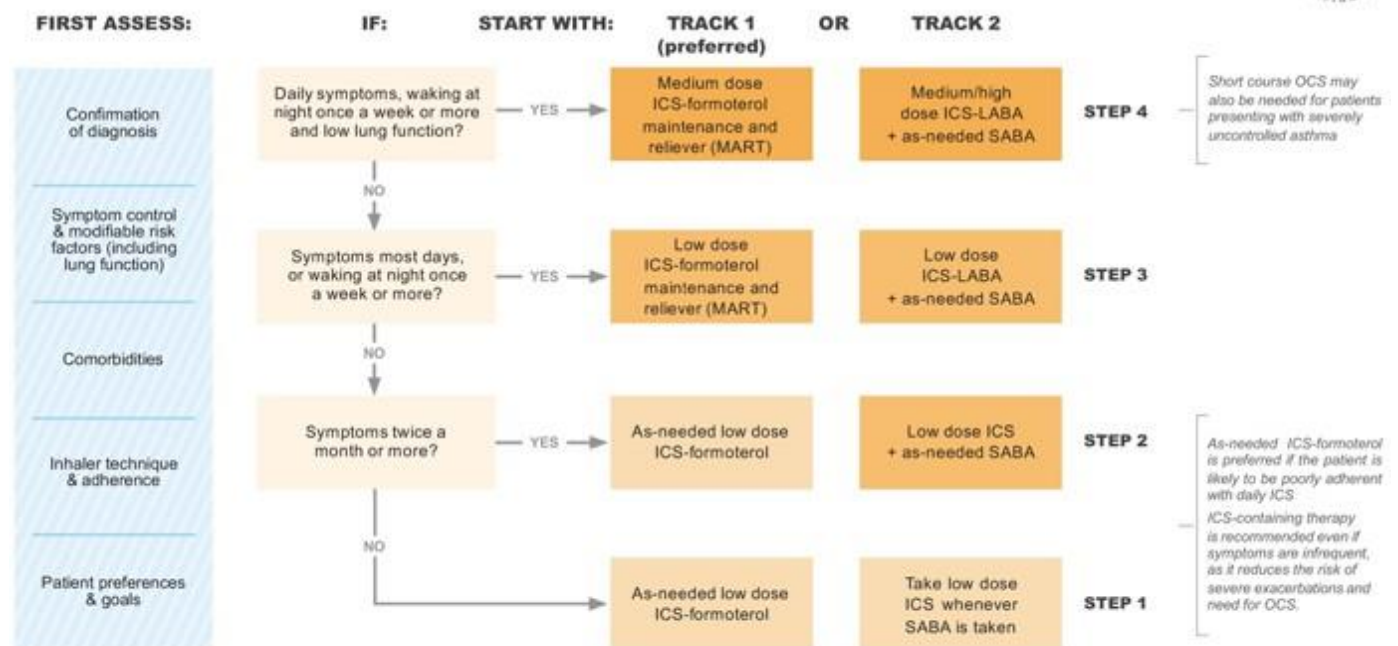 FIRST ASSESS:
IF:
START WITH:
TRACK 1
(preferred)
OR
TRACK 2
Confirmation
of diagnosis
Symptom control
& modifiable risk
factors (including
lung function)
Comorbidities
Inhaler technique
& adherence
Patient preferences
& goals
Daily symptoms, waking at
night once a week or more
and low lung function?
YES
Medium dose
ICS-formoterol
maintenance and
reliever (MART)
Medium/high
dose ICS-LABA
+ as-needed SABA
STEP 4
Short course OCS may
also be needed for patients
presenting with severely
uncontrolled asthma
NO
Symptoms most days,
or waking at night once
a week or more?
YES
Low dose
ICS-formoterol
maintenance and
reliever (MART)
Low dose
ICS-LABA
+ as-needed SABA
STEP 3
NO
Symptoms twice a
month or more?
YES
As-needed low dose
ICS-formoterol
Low dose ICS
+ as-needed SABA
STEP 2
As-needed ICS-formoterol
is preferred if the patient is
likely to be poorly adherent
with daily ICS
ICS-containing therapy
is recommended even if
symptoms are infrequent,
as it reduces the risk of
severe exacerbations and
need for OCS.
NO
As-needed low dose
ICS-formoterol
Take low dose
ICS whenever
SABA is taken
STEP 1